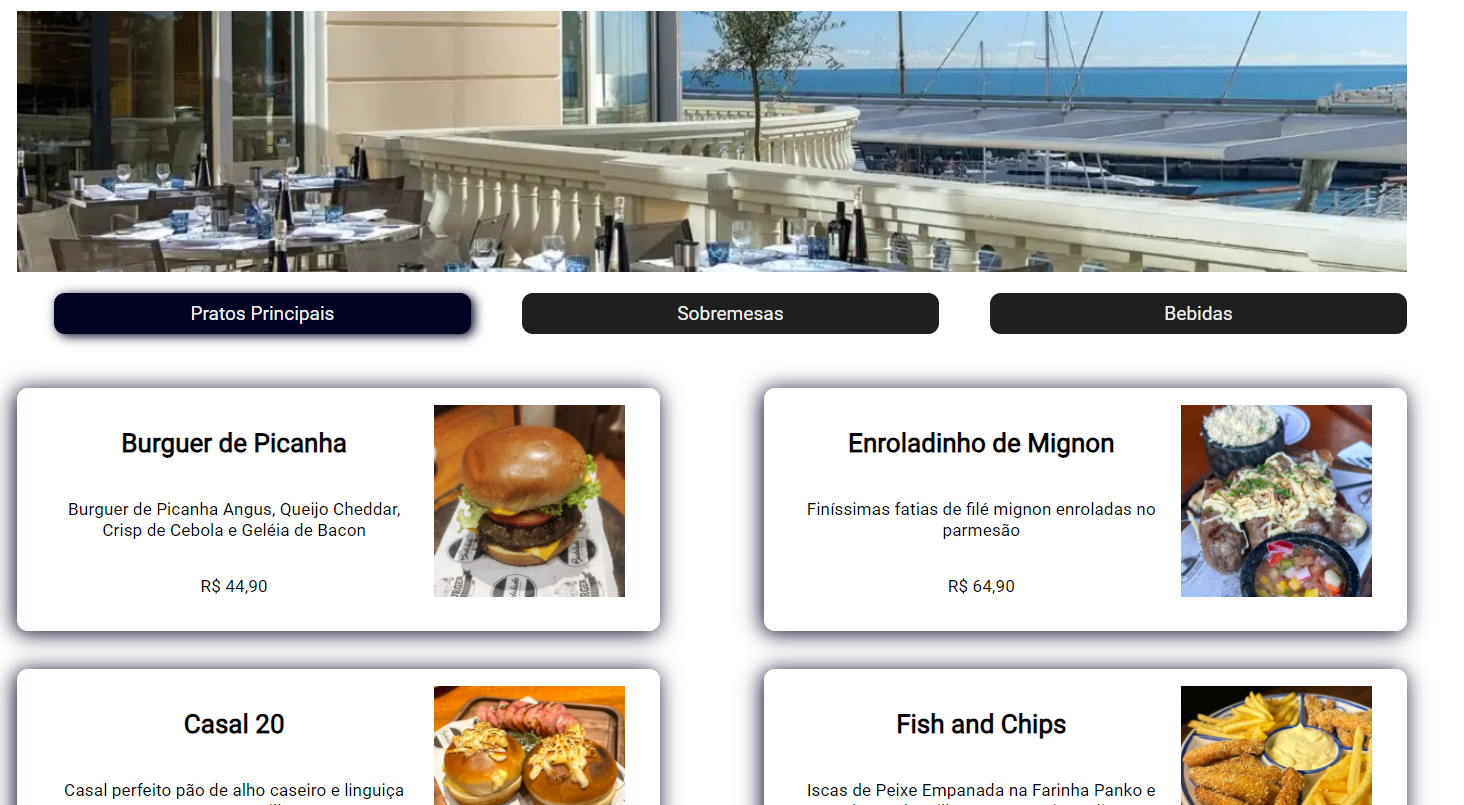 Pratos Principais
Sobremesas
Bebidas
Burguer de Picanha
Burguer de Picanha Angus, Queijo Cheddar,
Crisp de Cebola e Geléia de Bacon
R$ 44,90
Enroladinho de Mignon
Finíssimas fatias de filé mignon enroladas no
parmesão
R$ 64,90
Casal 20
Casal perfeito pão de alho caseiro e linguiça
Fish and Chips
Iscas de Peixe Empanada na Farinha Panko e